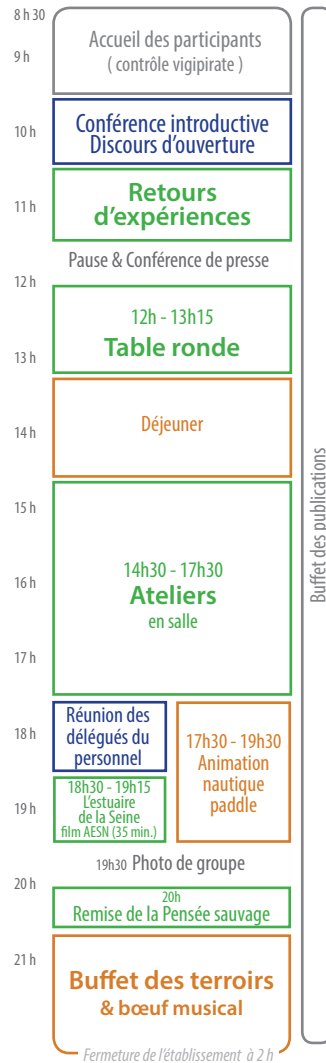 8 h 30
Accueil des participants
( contrôle vigipirate )
9 h
10 h
Conférence introductive
Discours d'ouverture
11 h
Retours
d'expériences
Pause & Conférence de presse
12 h
12h - 13h15
Table ronde
13 h
14 h
Déjeuner
15 h
16 h
14h30 - 17h30
Ateliers
en salle
17 h
18 h
Réunion des
délégués du
personnel
17h30 - 19h30
Animation
nautique
paddle
18h30 - 19h15
L'estuaire
de la Seine
film AESN (35 min.)
19 h
19h30 Photo de groupe
20 h
20h
Remise de la Pensée sauvage
21 h
Buffet des terroirs
& bœuf musical
Fermeture de l'établissement à 2 h
Buffet des publications